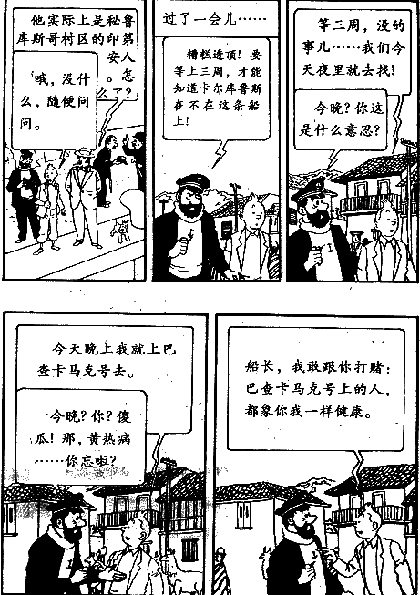 他实际上是秘鲁
库斯哥村区的印第
安人
。怎
么了?
“哦,没什
么,随便问
问。
过了一会儿……
糟糕透顶!要
等上三周,才能
知道卡尔库鲁斯
在不在这条船
上!
等二周,没的
事儿……我们今
天夜里就去找!
今晚?你这
是什么意思?
今天晚上我就上巴
查卡马克号去。
今晚?你?傻
瓜!那,黄热病
……你忘啦?
船长,我敢跟你打赌:
巴查卡马克号上的人,
都象你我一样健康。